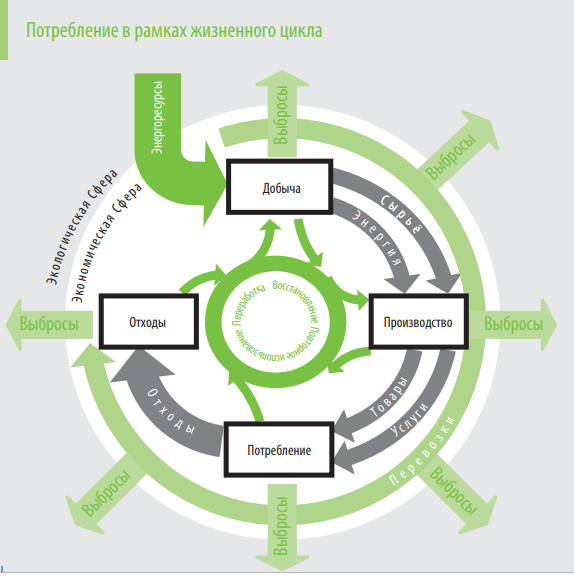 Потребление в рамках жизненного цикла
Энергоресурсы
Выбросы
Выбросы
Экологическая Сфера
Экономическая Сфера
Добыча
Сырьё
Энергия
Переработка
Восстановление
Повторное использование
Выбросы
Отходы
Производство
Выбросы
Отходы
Товары
Услуги
Перевозки
Потребление
Выбросы
Выбросы
Выбросы